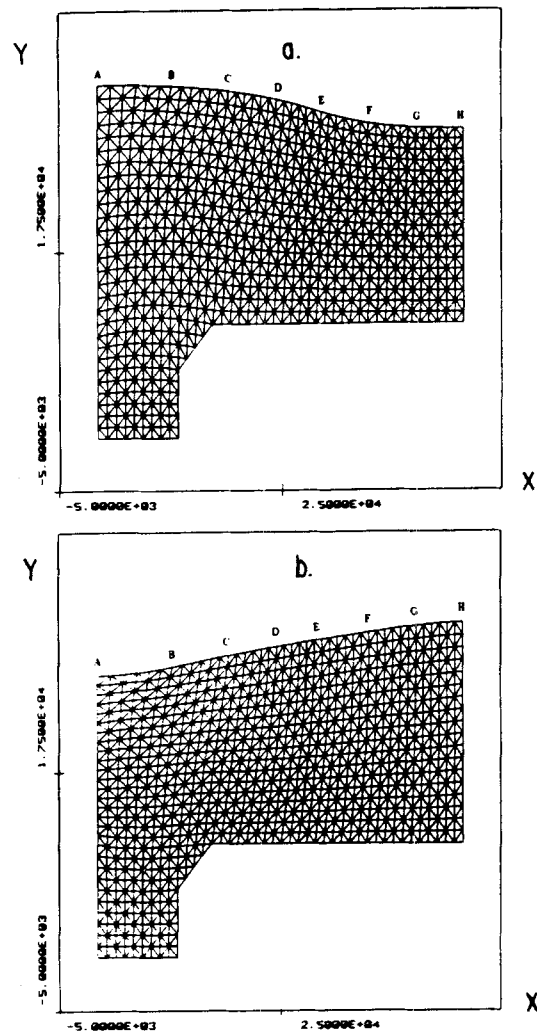 a.
Y
A B C D E F G H
1.7500E+04
-5.0000E+03
X
-5.0000E+03 2.5000E+04
b.
Y
A B C D E F G H
1.7500E+04
-5.0000E+03
X
-5.0000E+03 2.5000E+04